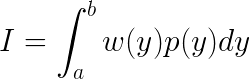 I = \int_a^b w(y)p(y)dy